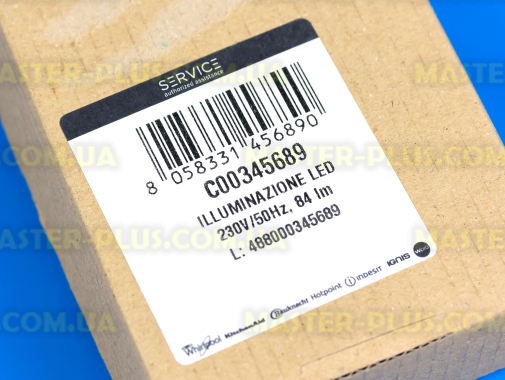 SERVICE
authorized assistance
8 058331 456890
C00345689
ILLUMINAZIONE LED
230V/50Hz, 84 lm
L: 488000345689
Whirlpool KitchenAid Bauknecht Hotpoint indesit IGNIS Wpro
MASTER-PLUS.COM.UA